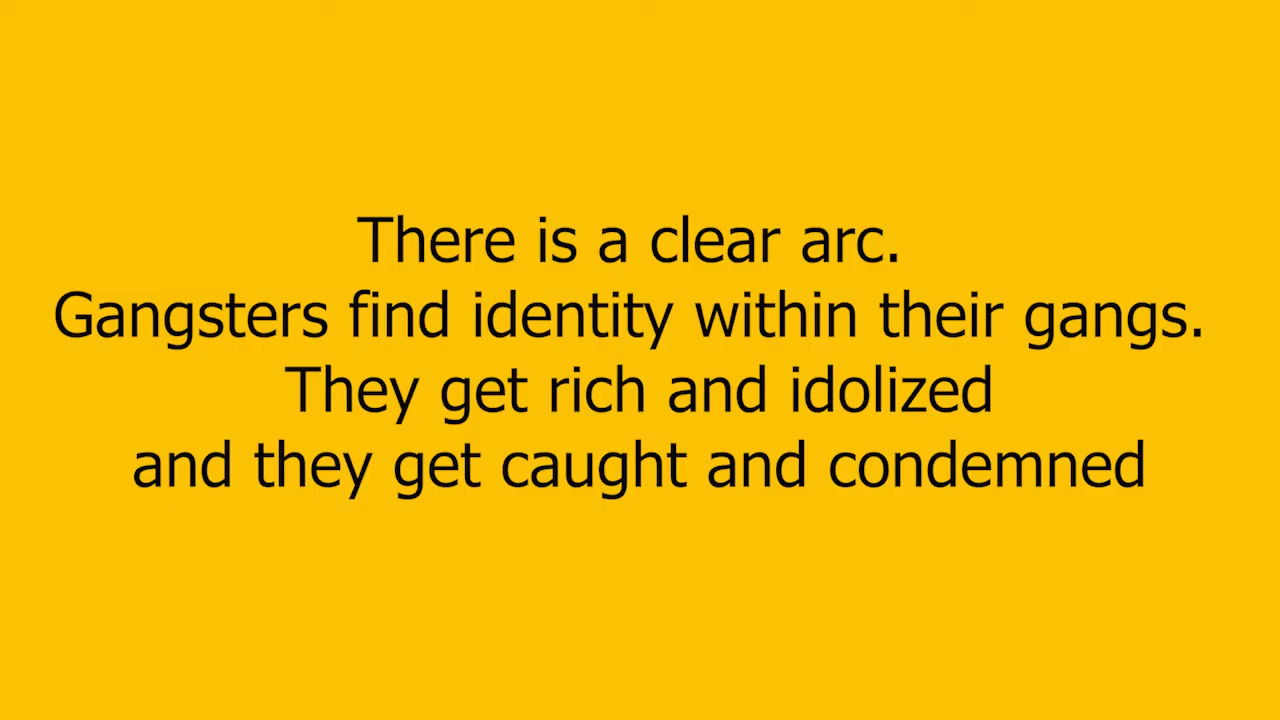 There is a clear arc.
Gangsters find identity within their gangs.
They get rich and idolized
and they get caught and condemned